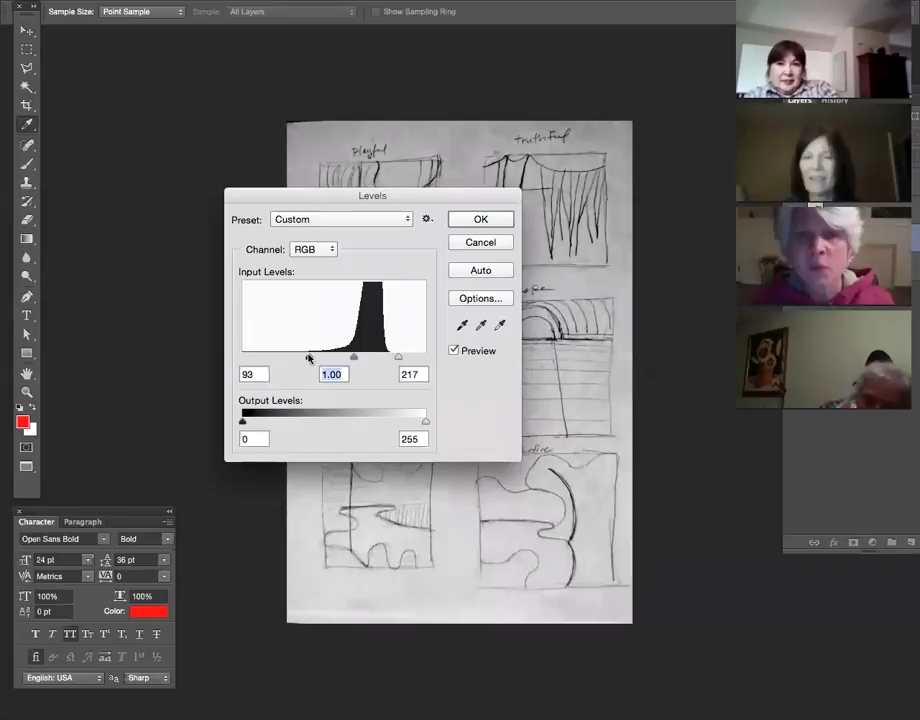 Sample Size: Point Sample Sample: All Layers Show Sampling Ring
Layers History
Playful
truthful
Levels
Preset: Custom
OK
Cancel
Channel: RGB
Auto
Input Levels:
Options...
Preview
93 1.00 217
Output Levels:
0 255
Character Paragraph
Open Sans Bold Bold
24 pt 36 pt
Metrics 0
100% 100%
0 pt Color:
English: USA Sharp